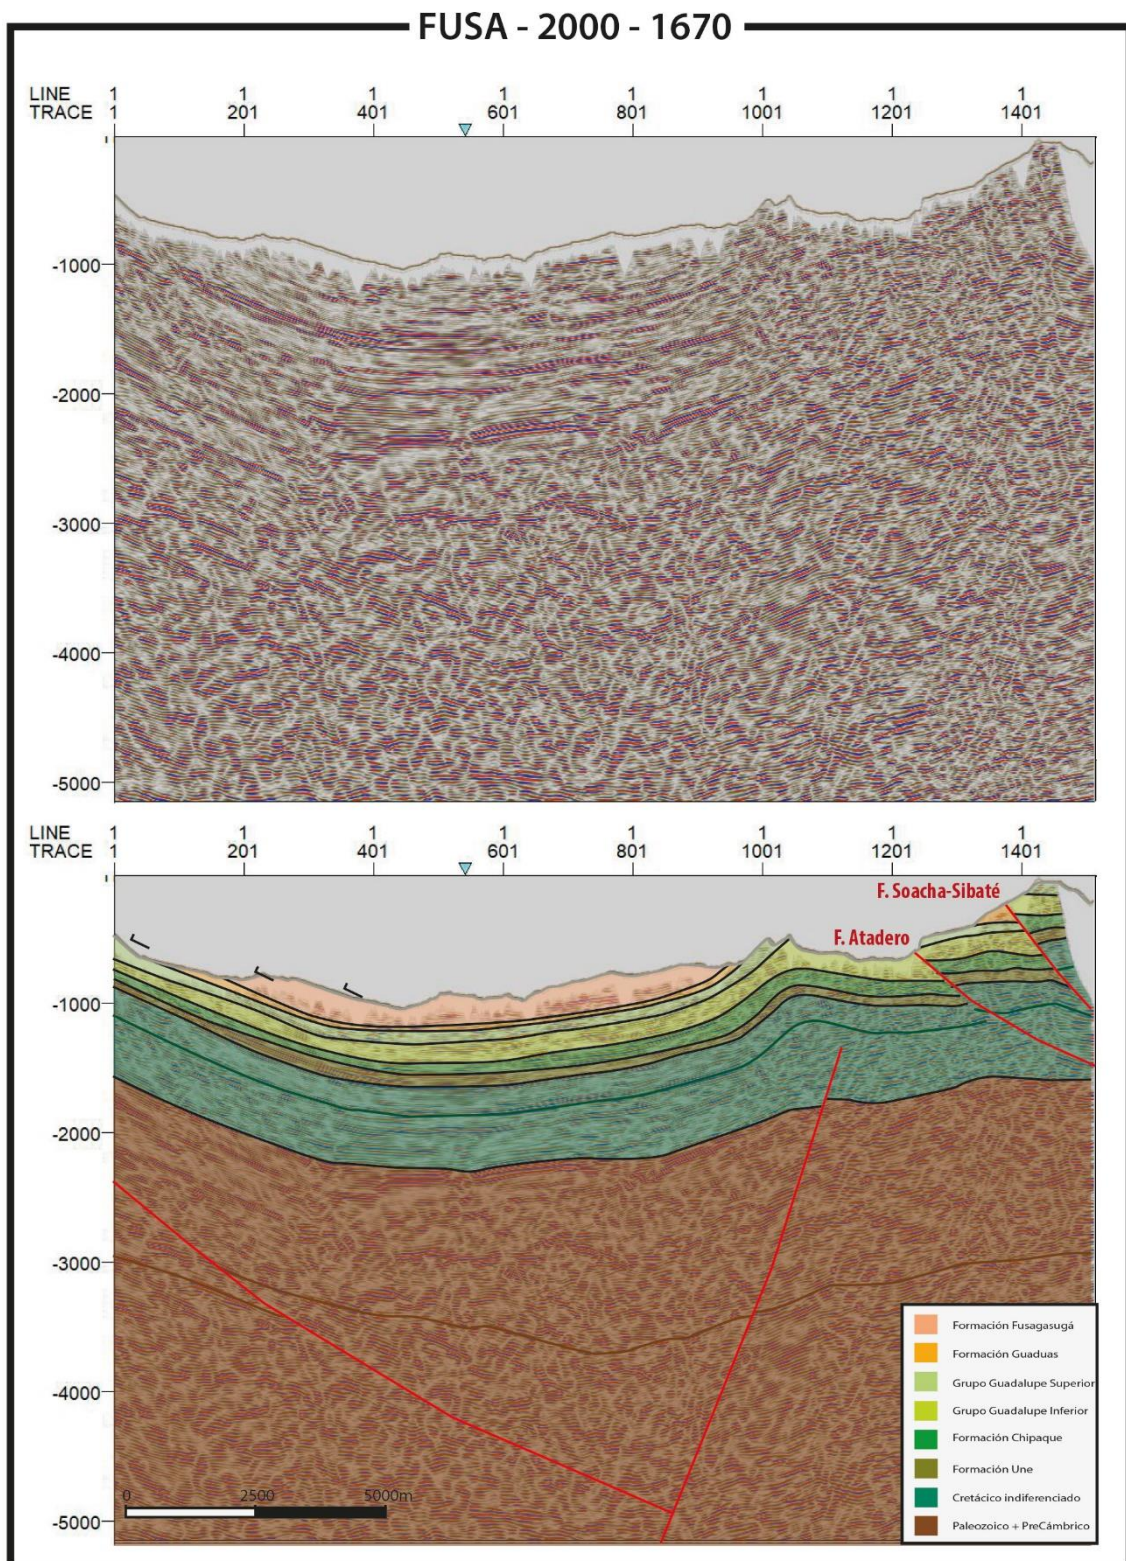 FUSA - 2000 - 1670
LINE 1 1 1 1 1 1 1 1
TRACE 1 201 401 601 801 1001 1201 1401
-1000
-2000
-3000
-4000
-5000
LINE 1 1 1 1 1 1 1 1
TRACE 1 201 401 601 801 1001 1201 1401
F. Soacha-Sibaté
F. Atadero
-1000
-2000
-3000
-4000
-5000
0 2500 5000m
Formación Fusagasugá
Formación Guaduas
Grupo Guadalupe Superior
Grupo Guadalupe Inferior
Formación Chipaque
Formación Une
Cretácico indiferenciado
Paleozoico + PreCámbrico